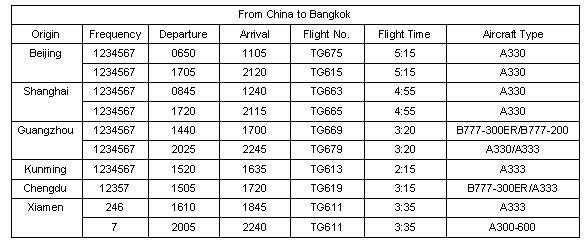 From China to Bangkok
Origin Frequency Departure Arrival Flight No. Flight Time Aircraft Type
Beijing 1234567 0650 1105 TG675 5:15 A330
1234567 1705 2120 TG615 5:15 A330
Shanghai 1234567 0845 1240 TG663 4:55 A330
1234567 1720 2115 TG665 4:55 A330
Guangzhou 1234567 1440 1700 TG669 3:20 B777-300ER/B777-200
1234567 2025 2245 TG679 3:20 A330/A333
Kunming 1234567 1520 1635 TG613 2:15 A333
Chengdu 12357 1505 1720 TG619 3:15 B777-300ER/A333
Xiamen 246 1610 1845 TG611 3:35 A333
7 2005 2240 TG611 3:35 A300-600